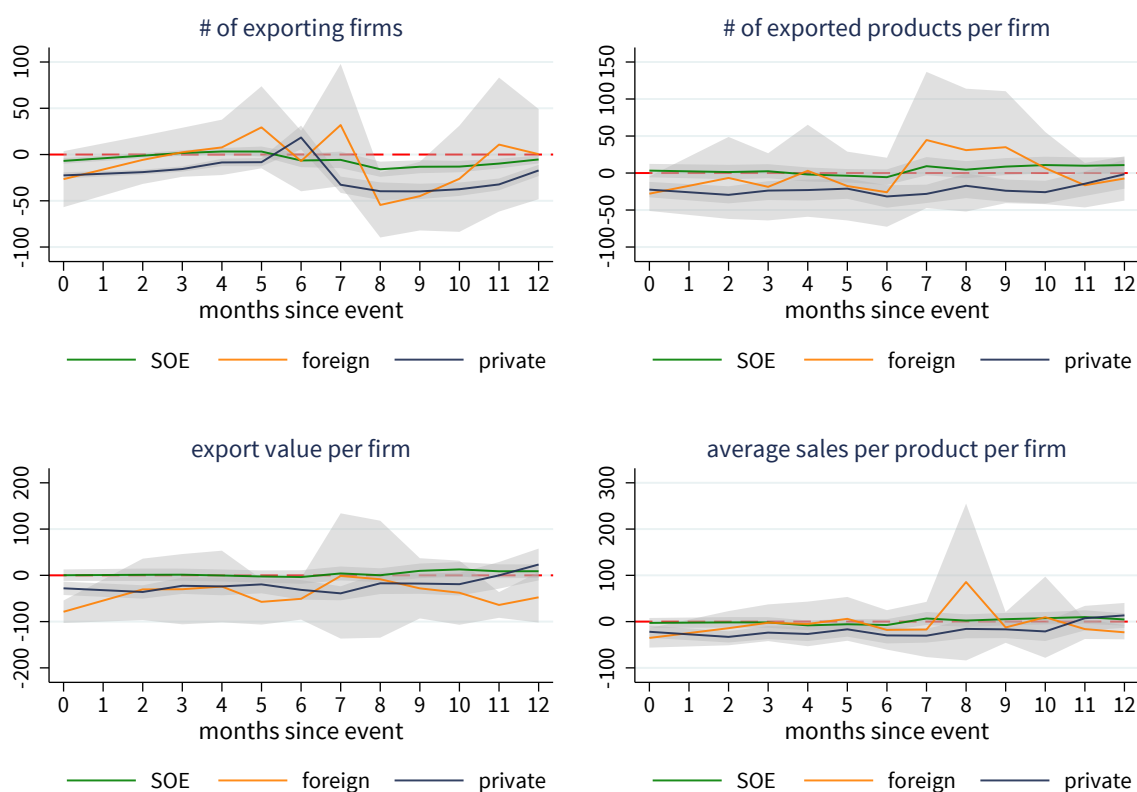 # of exporting firms
100
50
0
-50
-100
0 1 2 3 4 5 6 7 8 9 10 11 12
months since event
SOE foreign private
# of exported products per firm
150
100
50
0
-50
-100
0 1 2 3 4 5 6 7 8 9 10 11 12
months since event
SOE foreign private
export value per firm
200
100
0
-100
-200
0 1 2 3 4 5 6 7 8 9 10 11 12
months since event
SOE foreign private
average sales per product per firm
300
200
100
0
-100
0 1 2 3 4 5 6 7 8 9 10 11 12
months since event
SOE foreign private